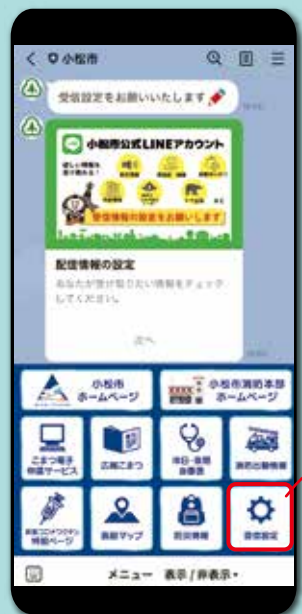 小松市
受信設定をお願いいたします
小松市公式LINEアカウント
受信情報の設定をお願いします
配信情報の設定
あなたが受け取りたい情報をチェック
してください。
次へ
小松市
ホームページ
小松市消防本部
ホームページ
こまつ電子
申請サービス
広報こまつ
休日・夜間
当番医
消防出動情報
新型コロナワクチン
特設ページ
施設マップ
防災情報
受信設定
メニュー 表示/非表示